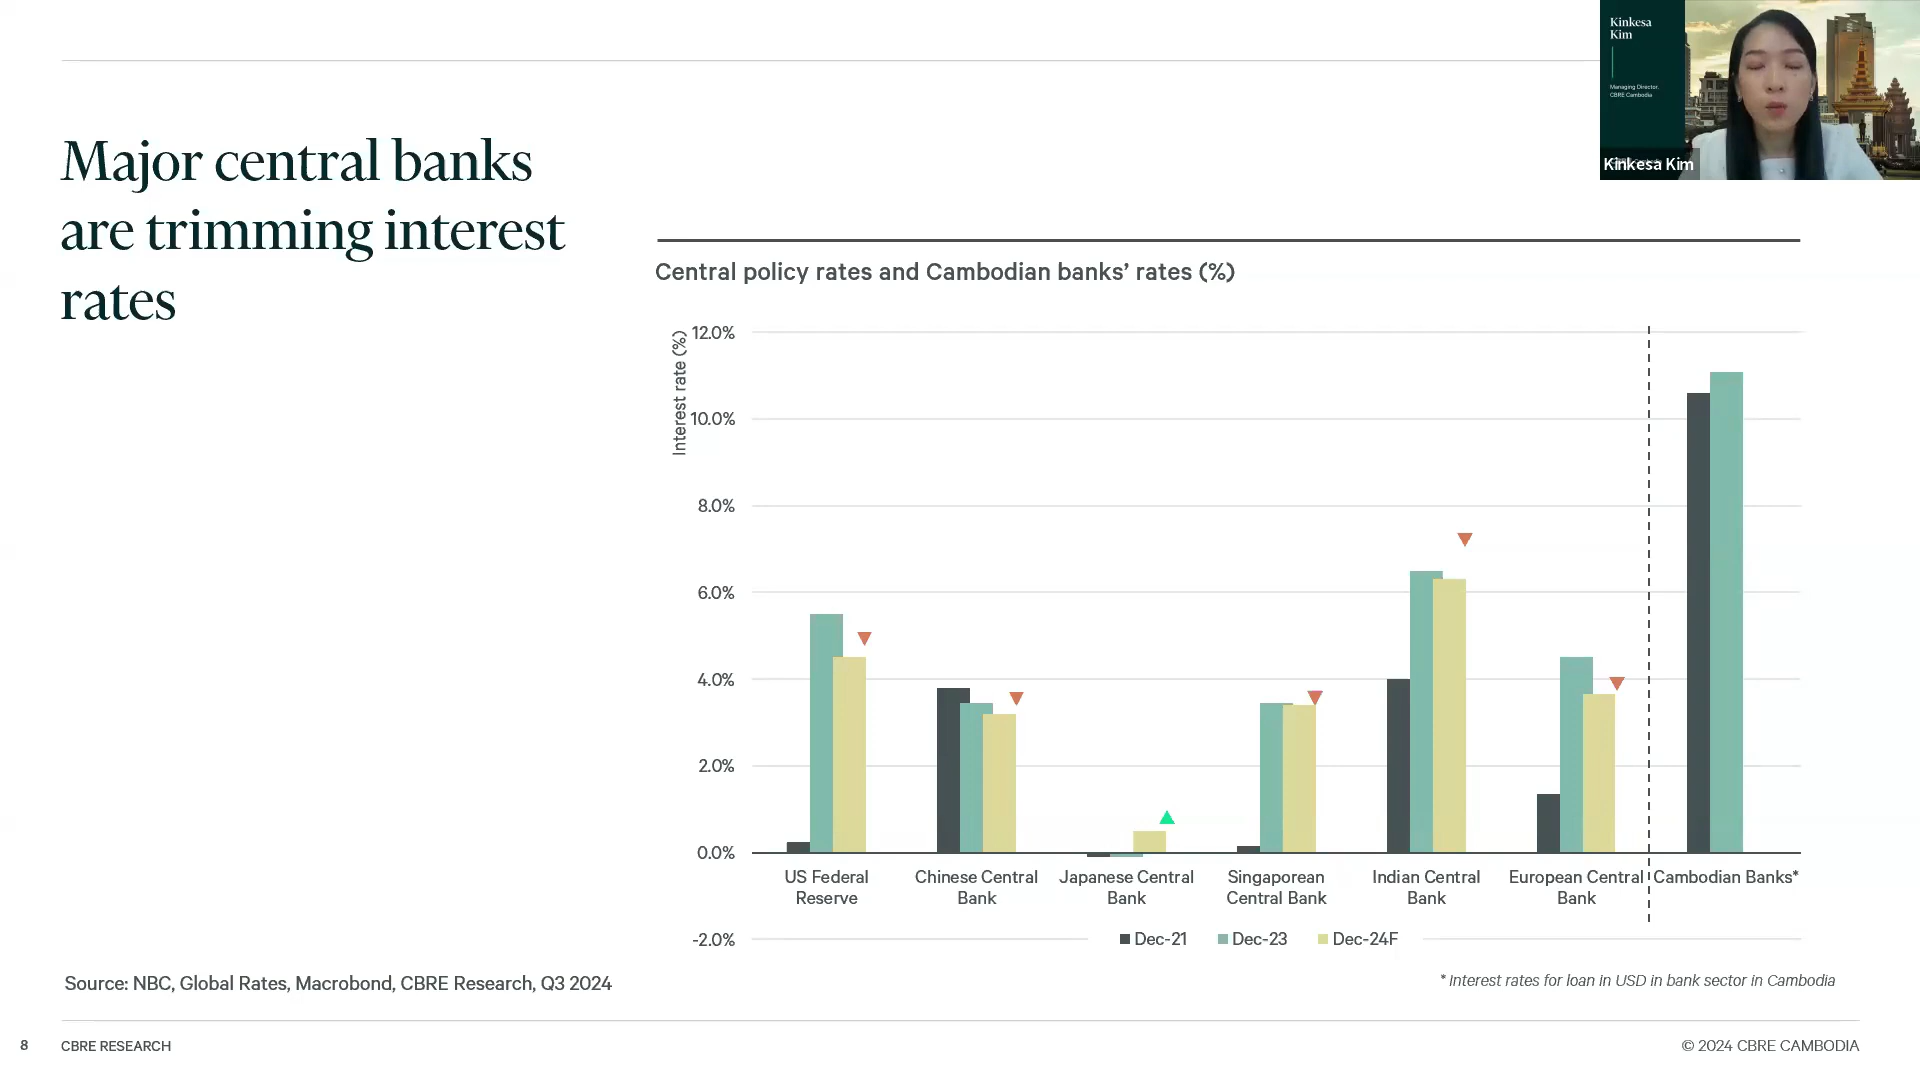 Kinkesa
Kim
Managing Director,
CBRE Cambodia
Kinkesa Kim
Major central banks
are trimming interest
rates
Central policy rates and Cambodian banks’ rates (%)
Interest rate (%)
12.0%
10.0%
8.0%
6.0%
4.0%
2.0%
0.0%
-2.0%
US Federal
Reserve
Chinese Central
Bank
Japanese Central
Bank
Singaporean
Central Bank
Indian Central
Bank
European Central
Bank
Cambodian Banks*
Dec-21 Dec-23 Dec-24F
Source: NBC, Global Rates, Macrobond, CBRE Research, Q3 2024
* Interest rates for loan in USD in bank sector in Cambodia
8 CBRE RESEARCH
© 2024 CBRE CAMBODIA